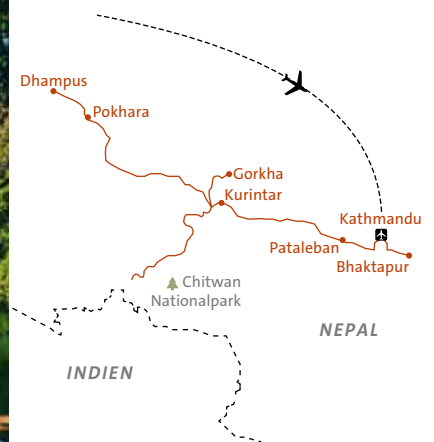 Dhampus
Pokhara
Gorkha
Kurintar
Kathmandu
Pataleban
Bhaktapur
Chitwan
Nationalpark
NEPAL
INDIEN